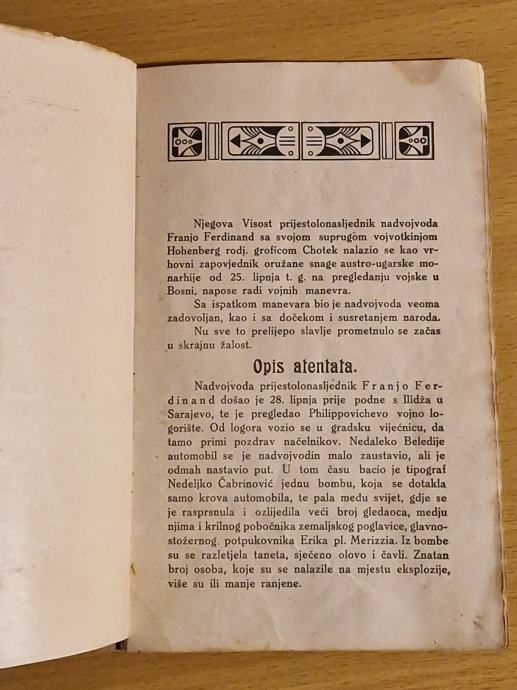 Njegova Visost prijestolonasljednik nadvojvoda
Franjo Ferdinand sa svojom suprugom vojvotkinjom
Hohenberg rodj. groficom Chotek nalazio se kao vr-
hovni zapovjednik oružane snage austro-ugarske mo-
narhije od 25. lipnja t. g. na pregledanju vojske u
Bosni, napose radi vojnih manevra.
Sa ispatkom manevara bio je nadvojvoda veoma
zadovoljan, kao i sa dočekom i susretanjem naroda.
Nu sve to prelijepo slavlje prometnulo se začas
u skrajnu žalost.
Opis atentata.
Nadvojvoda prijestolonasljednik Franjo Fer-
dinand došao je 28. lipnja prije podne s Ilidža u
Sarajevo, te je pregledao Philippovichevo vojno lo-
gorište. Od logora vozio se u gradsku vijećnicu, da
tamo primi pozdrav načelnikov. Nedaleko Beledije
automobil se je nadvojvodin malo zaustavio, ali je
odmah nastavio put. U tom času bacio je tipograf
Nedeljko Čabrinović jednu bombu, koja se dotakla
samo krova automobila, te pala medu svijet, gdje se
je rasprsnula i ozlijedila veći broj gledaoca, medju
njima i krilnog pobočnika zemaljskog poglavice, glavno-
stožernog, potpukovnika Erika pl. Merizzia. Iz bombe
su se razletjela taneta, sječeno olovo i čavli. Znatan
broj osoba, koje su se nalazile na mjestu eksplozije,
više su ili manje ranjene.